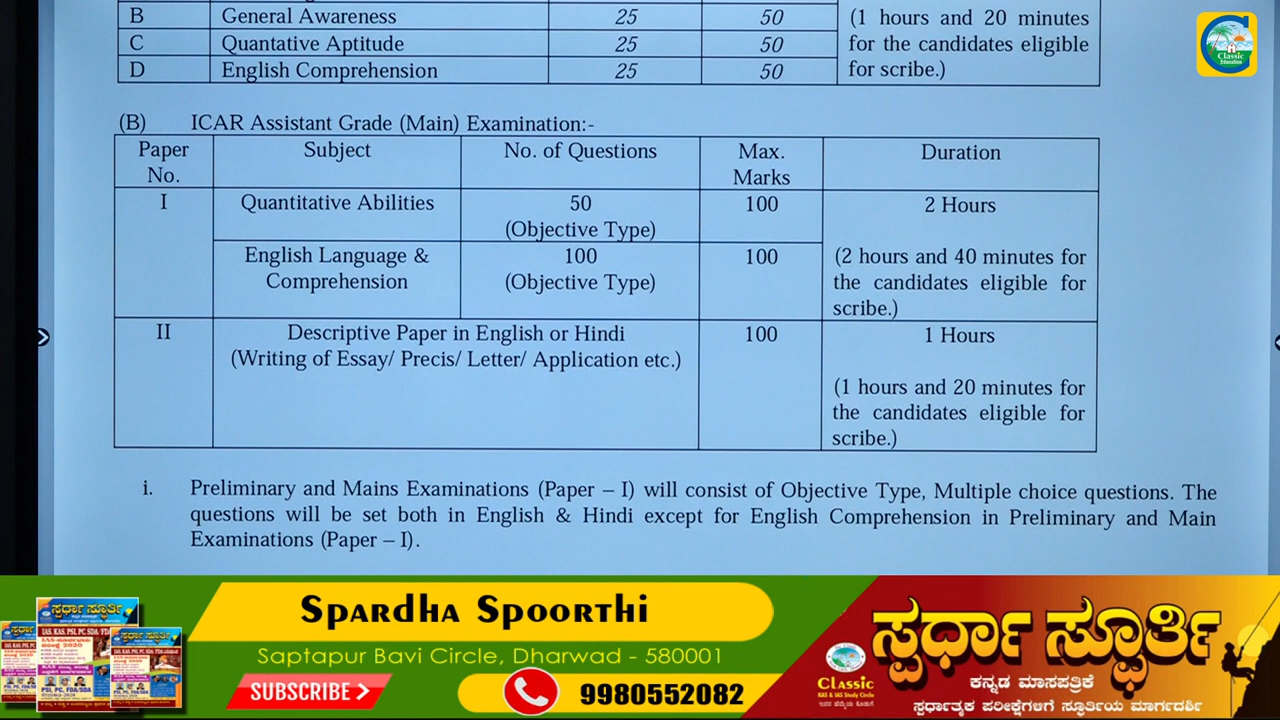 B General Awareness 25 50 (1 hours and 20 minutes
C Quantative Aptitude 25 50 for the candidates eligible
D English Comprehension 25 50 for scribe.)
Classic
Education
(B) ICAR Assistant Grade (Main) Examination:-
Paper No. Subject No. of Questions Max. Marks Duration
I Quantitative Abilities 50 100 2 Hours
(Objective Type)
English Language & 100 100 (2 hours and 40 minutes for
Comprehension (Objective Type) the candidates eligible for
scribe.)
II Descriptive Paper in English or Hindi 100 1 Hours
(Writing of Essay/ Precis/ Letter/ Application etc.)
(1 hours and 20 minutes for
the candidates eligible for
scribe.)
i. Preliminary and Mains Examinations (Paper – I) will consist of Objective Type, Multiple choice questions. The
questions will be set both in English & Hindi except for English Comprehension in Preliminary and Main
Examinations (Paper – I).
Spardha Spoorthi
Saptapur Bavi Circle, Dharwad - 580001
SUBSCRIBE
9980552082
ಸ್ಪರ್ಧಾ ಸ್ಫೂರ್ತಿ
Classic
KAS & IAS Study Circle
ಕನ್ನಡ ಮಾಸಪತ್ರಿಕೆ
ಸ್ಪರ್ಧಾತ್ಮಕ ಪರೀಕ್ಷೆಗಳಿಗೆ ಸ್ಫೂರ್ತಿಯ ಮಾರ್ಗದರ್ಶಿ
ಸ್ಪರ್ಧಾ ಸ್ಫೂರ್ತಿ